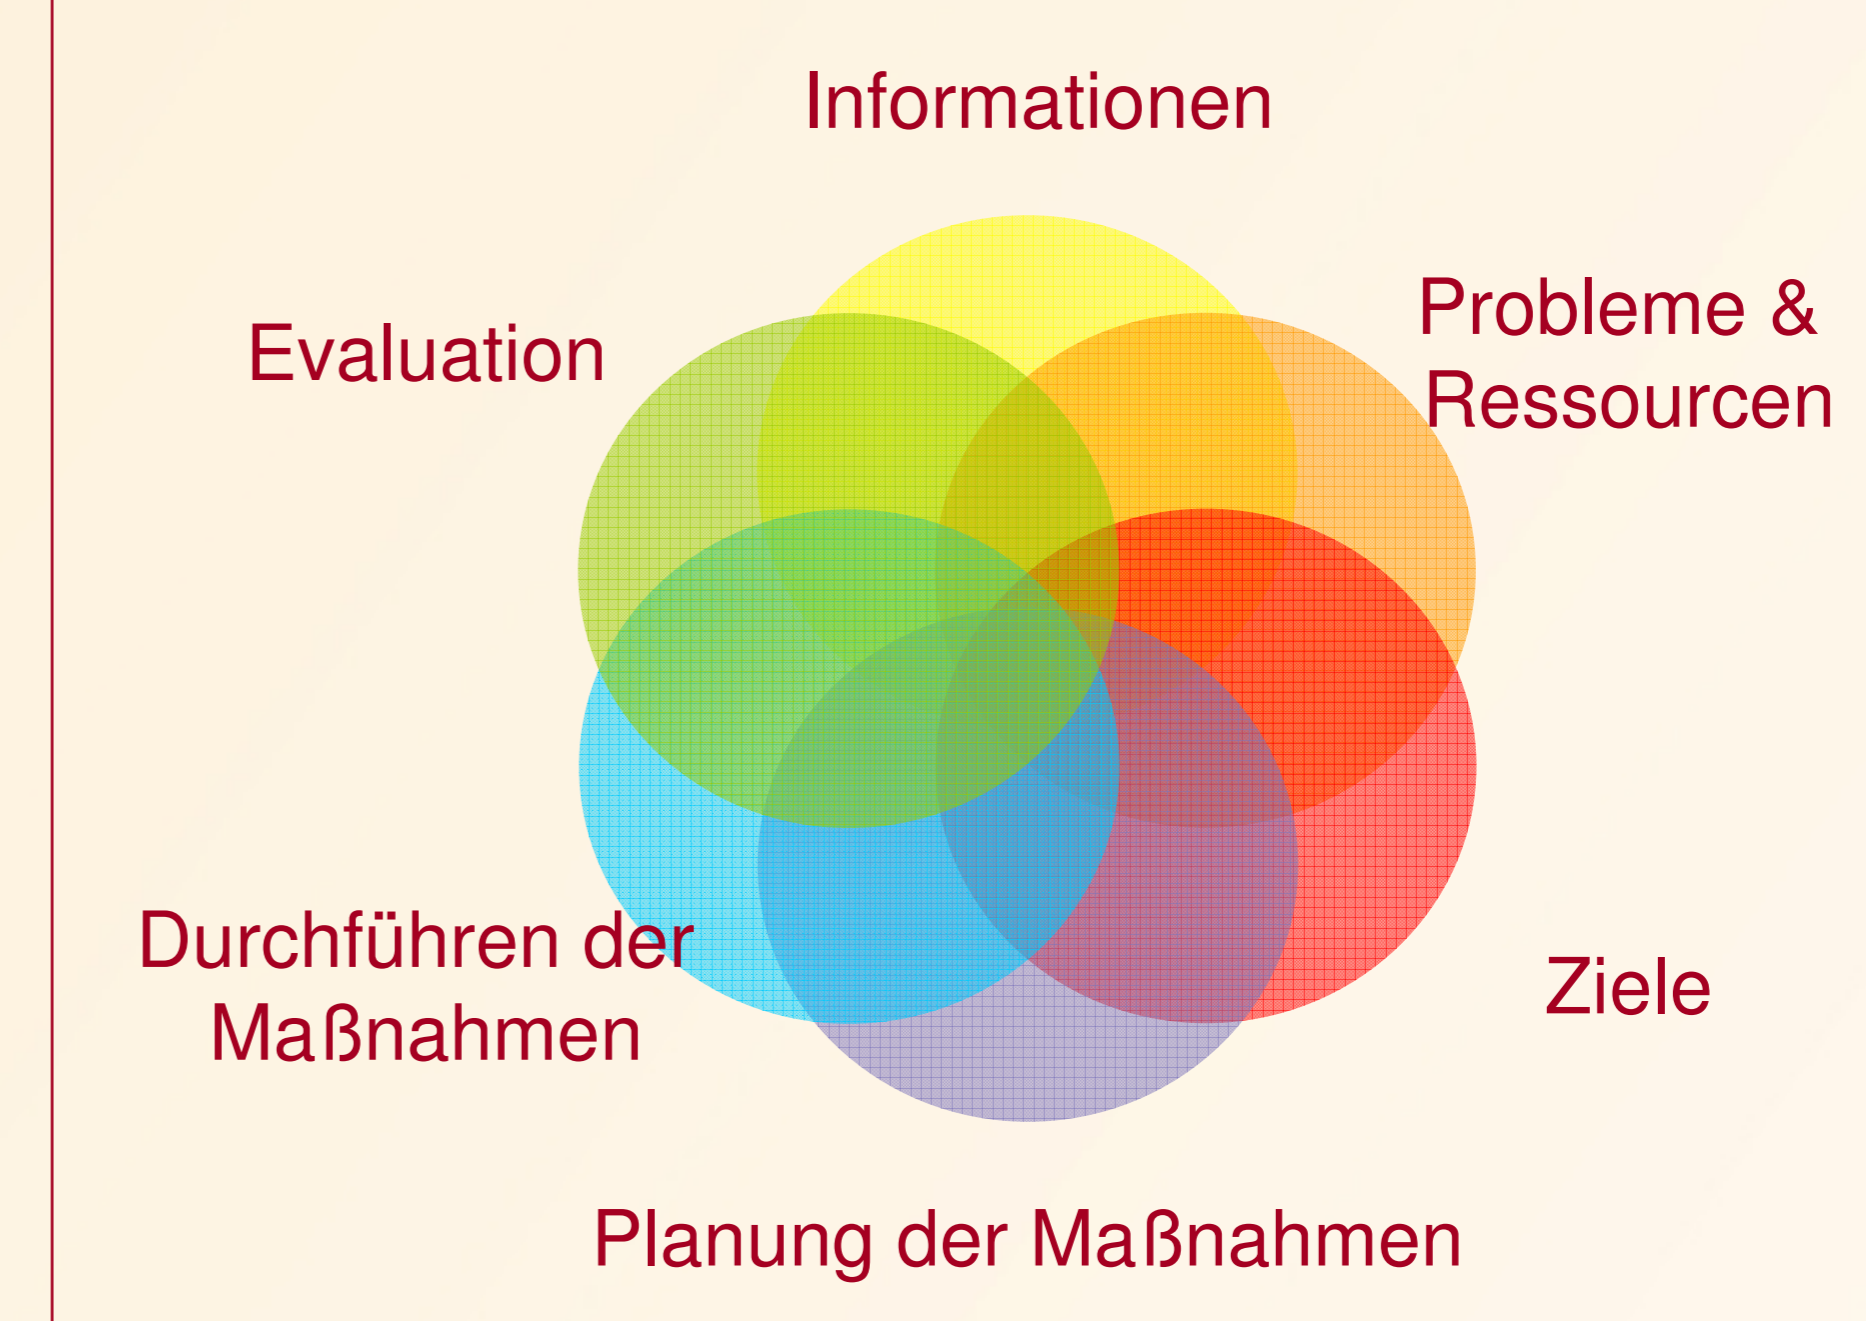 Informationen
Probleme &
Ressourcen
Evaluation
Durchführen der
Maßnahmen
Ziele
Planung der Maßnahmen